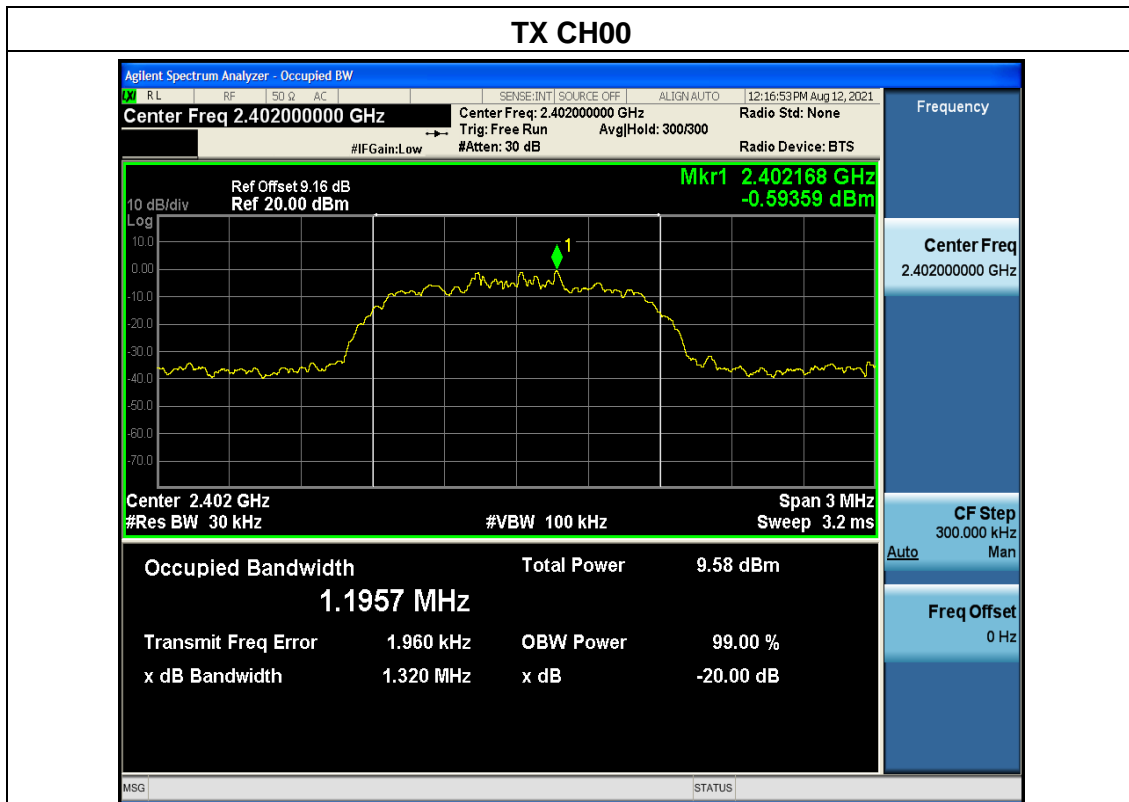 TX CH00
Agilent Spectrum Analyzer - Occupied BW
LXI RL RF 50 Ω AC SENSE:INT SOURCE OFF ALIGN AUTO 12:16:53 PM Aug 12, 2021
Center Freq 2.402000000 GHz
Center Freq: 2.402000000 GHz
Radio Std: None
Trig: Free Run
Avg|Hold: 300/300
#IFGain:Low
#Atten: 30 dB
Radio Device: BTS
Ref Offset 9.16 dB
Mkr1 2.402168 GHz
10 dB/div
Ref 20.00 dBm
-0.59359 dBm
Log
10.0
1
0.00
-10.0
-20.0
-30.0
-40.0
-50.0
-60.0
-70.0
Center 2.402 GHz
Span 3 MHz
#Res BW 30 kHz
#VBW 100 kHz
Sweep 3.2 ms
Occupied Bandwidth
Total Power 9.58 dBm
1.1957 MHz
Transmit Freq Error 1.960 kHz
OBW Power 99.00 %
x dB Bandwidth 1.320 MHz
x dB -20.00 dB
Frequency
Center Freq
2.402000000 GHz
CF Step
300.000 kHz
Auto Man
Freq Offset
0 Hz
MSG
STATUS